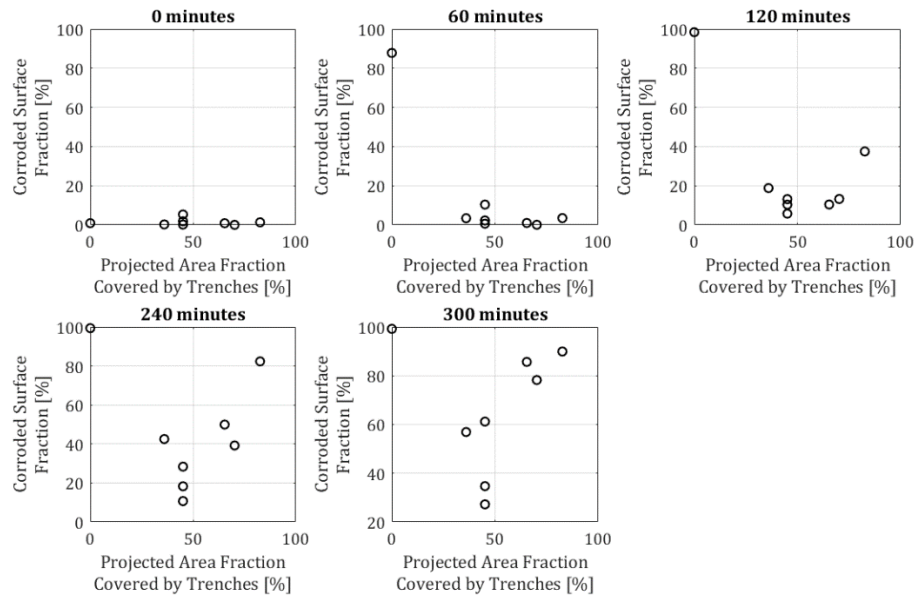 0 minutes
100
80
60
40
20
0
Corroded Surface
Fraction [%]
0
50
100
Projected Area Fraction
Covered by Trenches [%]
60 minutes
100
80
60
40
20
0
Corroded Surface
Fraction [%]
0
50
100
Projected Area Fraction
Covered by Trenches [%]
120 minutes
100
80
60
40
20
0
Corroded Surface
Fraction [%]
0
50
100
Projected Area Fraction
Covered by Trenches [%]
240 minutes
100
80
60
40
20
0
Corroded Surface
Fraction [%]
0
50
100
Projected Area Fraction
Covered by Trenches [%]
300 minutes
100
80
60
40
20
Corroded Surface
Fraction [%]
0
50
100
Projected Area Fraction
Covered by Trenches [%]